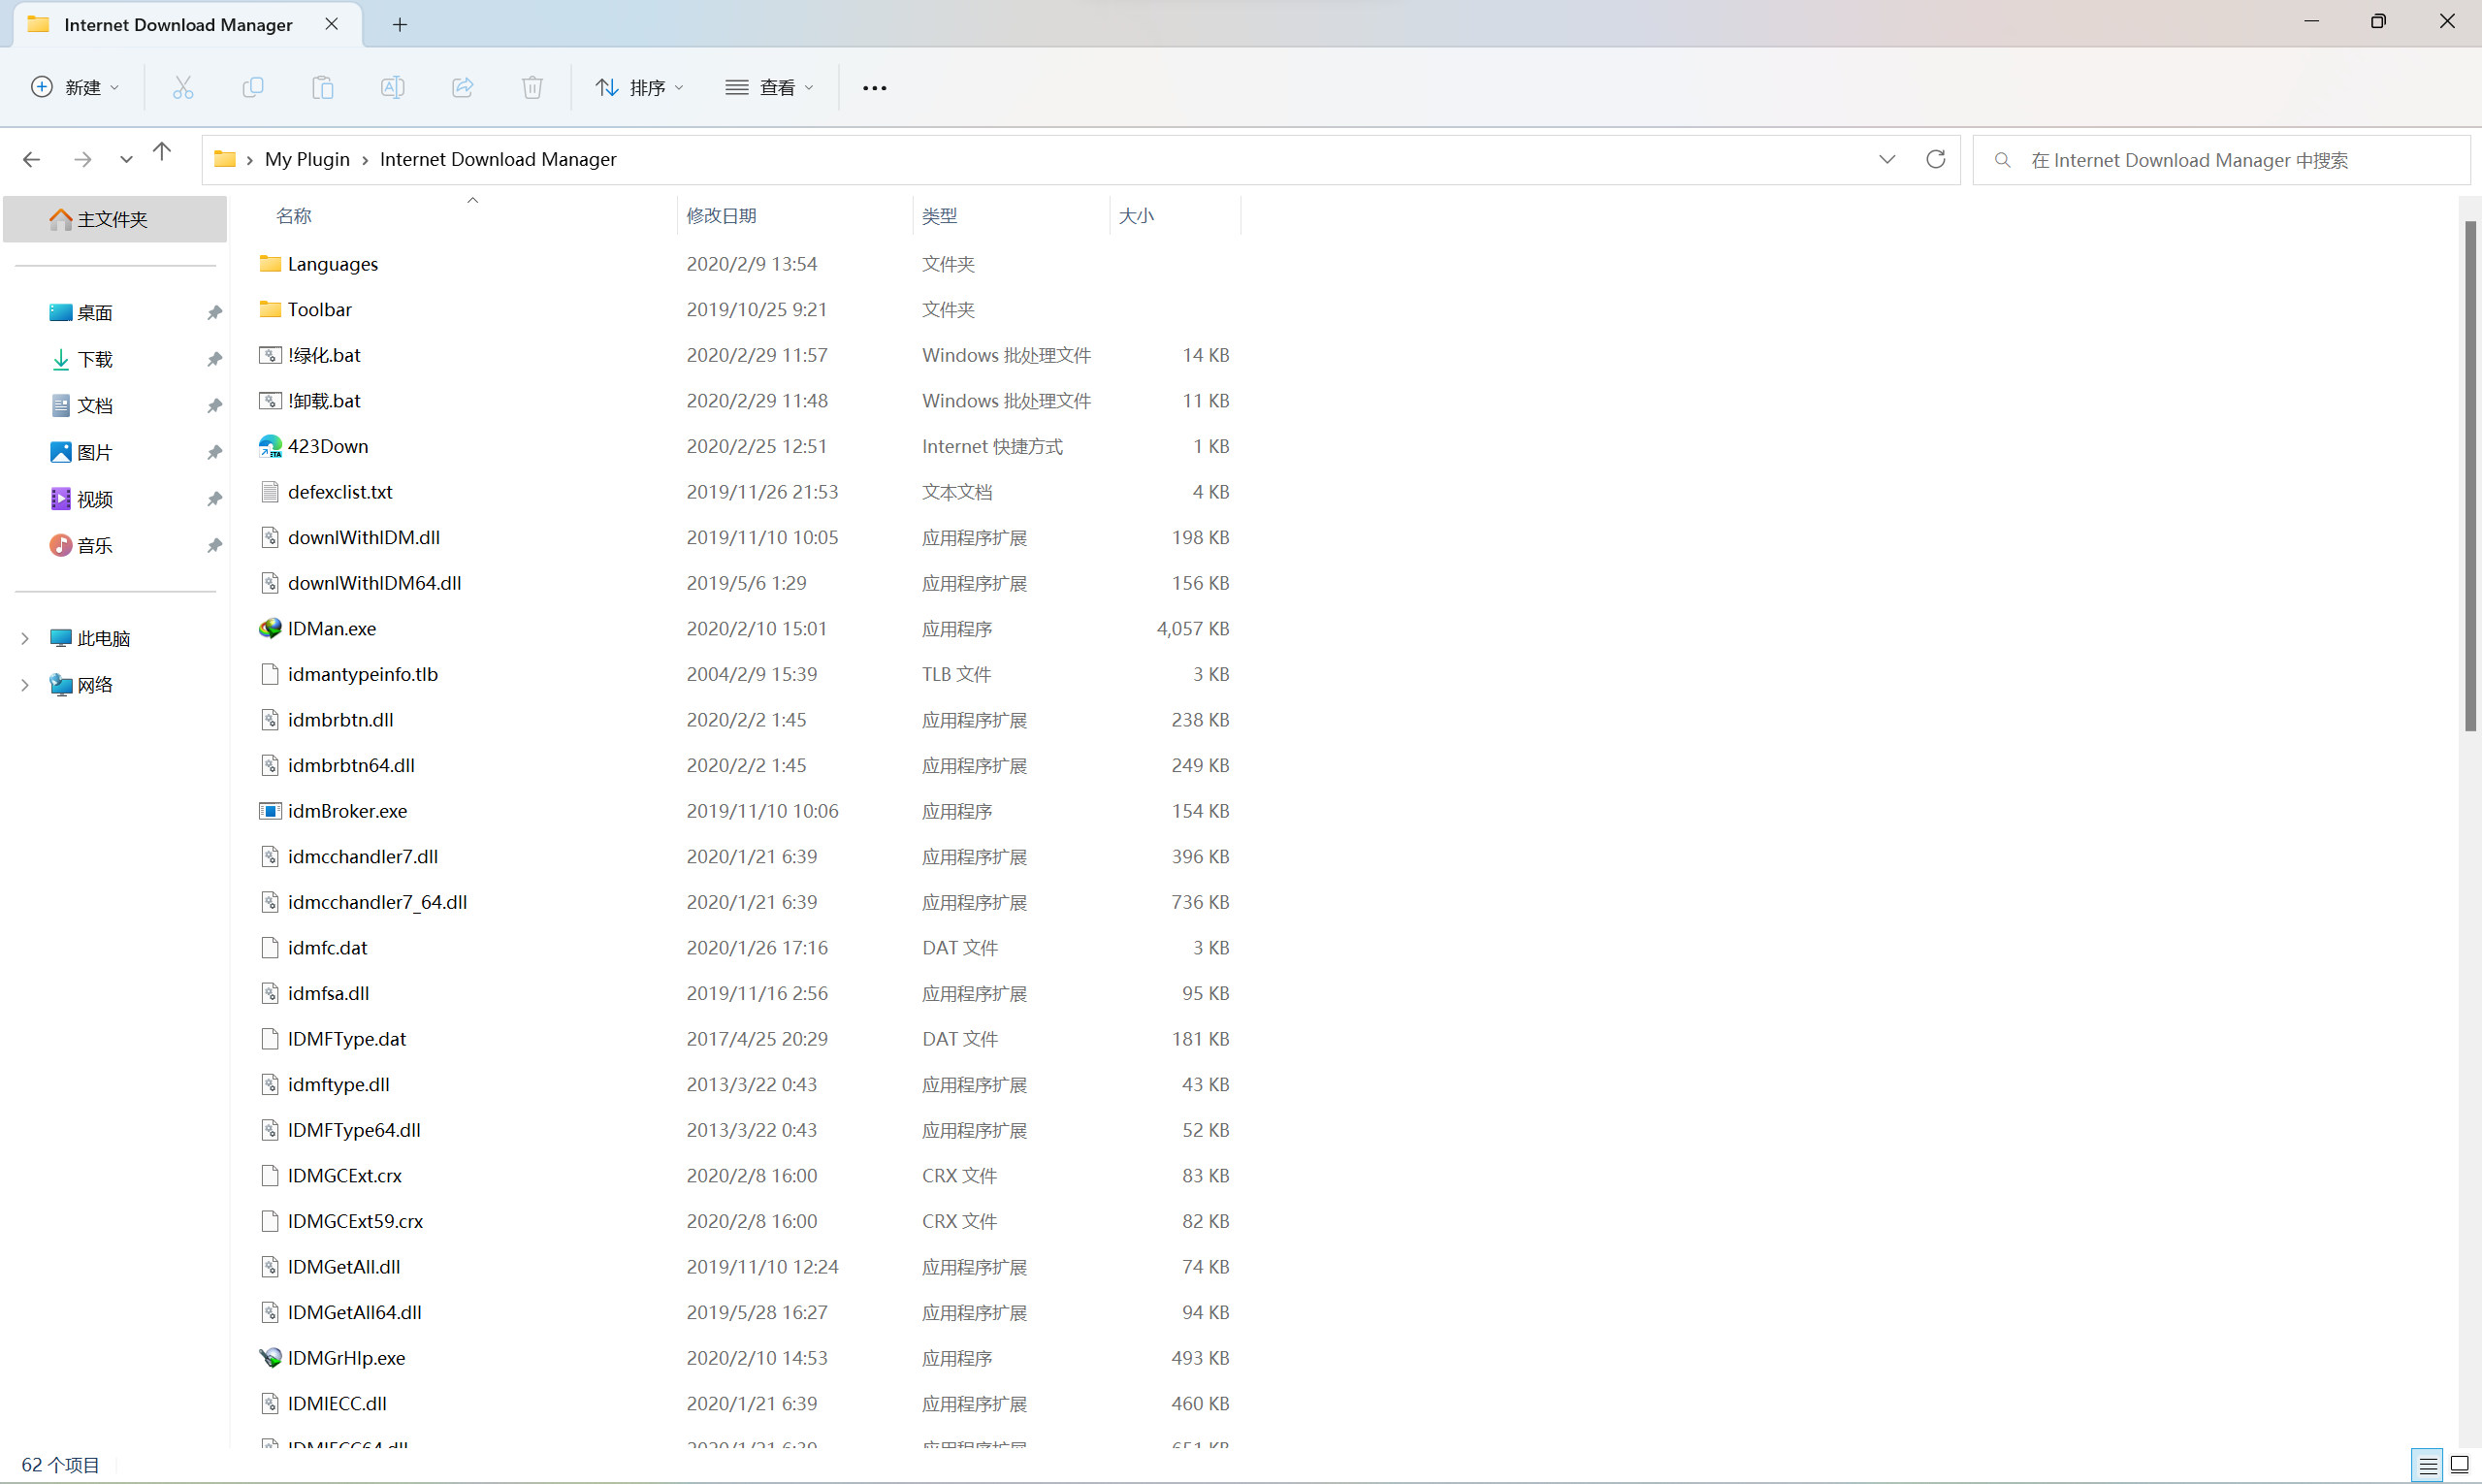 Internet Download Manager
新建
排序
查看
My Plugin › Internet Download Manager
在 Internet Download Manager 中搜索
主文件夹
桌面
下载
文档
图片
视频
音乐
此电脑
网络
名称 修改日期 类型 大小
Languages 2020/2/9 13:54 文件夹
Toolbar 2019/10/25 9:21 文件夹
!绿化.bat 2020/2/29 11:57 Windows 批处理文件 14 KB
!卸载.bat 2020/2/29 11:48 Windows 批处理文件 11 KB
423Down 2020/2/25 12:51 Internet 快捷方式 1 KB
defexclist.txt 2019/11/26 21:53 文本文档 4 KB
downlWithIDM.dll 2019/11/10 10:05 应用程序扩展 198 KB
downlWithIDM64.dll 2019/5/6 1:29 应用程序扩展 156 KB
IDMan.exe 2020/2/10 15:01 应用程序 4,057 KB
idmantypeinfo.tlb 2004/2/9 15:39 TLB 文件 3 KB
idmbrbtn.dll 2020/2/2 1:45 应用程序扩展 238 KB
idmbrbtn64.dll 2020/2/2 1:45 应用程序扩展 249 KB
idmBroker.exe 2019/11/10 10:06 应用程序 154 KB
idmcchandler7.dll 2020/1/21 6:39 应用程序扩展 396 KB
idmcchandler7_64.dll 2020/1/21 6:39 应用程序扩展 736 KB
idmfc.dat 2020/1/26 17:16 DAT 文件 3 KB
idmfsa.dll 2019/11/16 2:56 应用程序扩展 95 KB
IDMFType.dat 2017/4/25 20:29 DAT 文件 181 KB
idmftype.dll 2013/3/22 0:43 应用程序扩展 43 KB
IDMFType64.dll 2013/3/22 0:43 应用程序扩展 52 KB
IDMGCExt.crx 2020/2/8 16:00 CRX 文件 83 KB
IDMGCExt59.crx 2020/2/8 16:00 CRX 文件 82 KB
IDMGetAll.dll 2019/11/10 12:24 应用程序扩展 74 KB
IDMGetAll64.dll 2019/5/28 16:27 应用程序扩展 94 KB
IDMGrHlp.exe 2020/2/10 14:53 应用程序 493 KB
IDMIECC.dll 2020/1/21 6:39 应用程序扩展 460 KB
IDMIECC64.dll 2020/1/21 6:39 应用程序扩展 651 KB
62 个项目